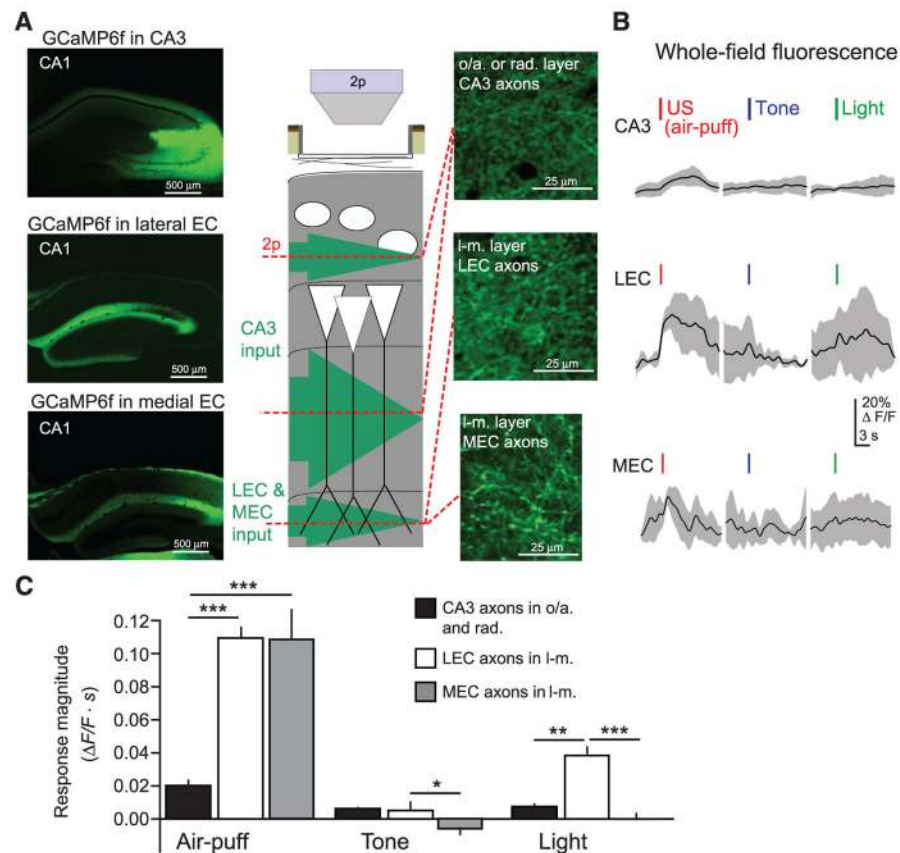 A
GCaMP6f in CA3
CA1
500 µm
GCaMP6f in lateral EC
CA1
500 µm
GCaMP6f in medial EC
CA1
500 µm
2p
2p
CA3
input
LEC &
MEC
input
o/a. or rad. layer
CA3 axons
25 µm
l-m. layer
LEC axons
25 µm
l-m. layer
MEC axons
25 µm
B
Whole-field fluorescence
CA3
US
(air-puff)
Tone
Light
LEC
20%
Δ F/F
3 s
MEC
C
Response magnitude
(ΔF/F · s)
0.12
0.10
0.08
0.06
0.04
0.02
0.00
***
***
*
**
***
CA3 axons in o/a.
and rad.
LEC axons in l-m.
MEC axons in l-m.
Air-puff
Tone
Light